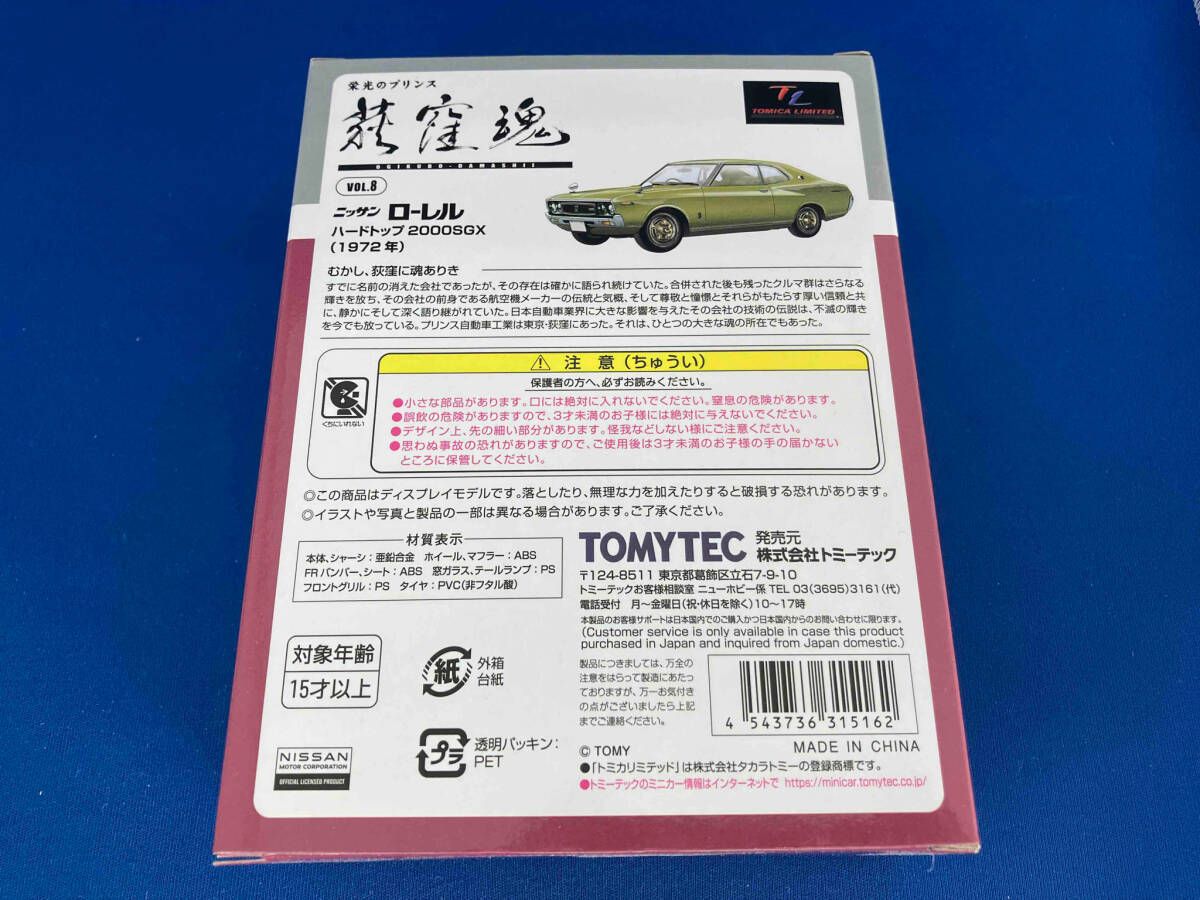 栄光のプリンス
荻窪魂
OGIKUBO-DAMASHII
TL
TOMICA LIMITED
VOL.8
ニッサン ローレル
ハードトップ 2000SGX
(1972年)
むかし、荻窪に魂ありき
すでに名前の消えた会社であったが、その存在は確かに語られ続けていた。合併された後も残ったクルマ群はさらなる
輝きを放ち、その会社の前身である航空機メーカーの伝統と気概、そして尊敬と憧憬とそれらがもたらす厚い信頼と共
に、静かにそして深く語り継がれていた。日本自動車業界に大きな影響を与えたその会社の技術の伝説は、不滅の輝き
を今でも放っている。プリンス自動車工業は東京・荻窪にあった。それは、ひとつの大きな魂の所在でもあった。
くちにいれない
注 意(ちゅうい)
保護者の方へ、必ずお読みください。
●小さな部品があります。口には絶対に入れないでください。窒息の危険があります。
●誤飲の危険がありますので、3才未満のお子様には絶対に与えないでください。
●デザイン上、先の細い部分があります。怪我などしない様にご注意ください。
●思わぬ事故の恐れがありますので、ご使用後は3才未満のお子様の手の届かない
ところに保管してください。
◎この商品はディスプレイモデルです。落としたり、無理な力を加えたりすると破損する恐れがあります。
◎イラストや写真と製品の一部は異なる場合があります。ご了承ください。
材質表示
本体、シャーシ:亜鉛合金 ホイール、マフラー:ABS
FRバンパー、シート:ABS 窓ガラス、テールランプ:PS
フロントグリル:PS タイヤ:PVC(非フタル酸)
TOMYTEC 発売元
株式会社トミーテック
〒124-8511 東京都葛飾区立石7-9-10
トミーテックお客様相談室 ニューホビー係 TEL 03(3695)3161(代)
電話受付 月〜金曜日(祝・休日を除く)10〜17時
本製品のお客様サポートは日本国内でのご購入かつ日本国内からのお問い合わせに限ります。
(Customer service is only available in case this product
purchased in Japan and inquired from Japan domestic.)
対象年齢
15才以上
紙
外箱
台紙
プラ
透明パッキン:
PET
製品につきましては、万全の
注意をはらって製造にあたっ
ておりますが、万一お気付き
の点がございましたら上記
までご連絡ください。
4 543736 315162
NISSAN
MOTOR CORPORATION
OFFICIAL LICENSED PRODUCT
© TOMY
MADE IN CHINA
●「トミカリミテッド」は株式会社タカラトミーの登録商標です。
●トミーテックのミニカー情報はインターネットで https://minicar.tomytec.co.jp/